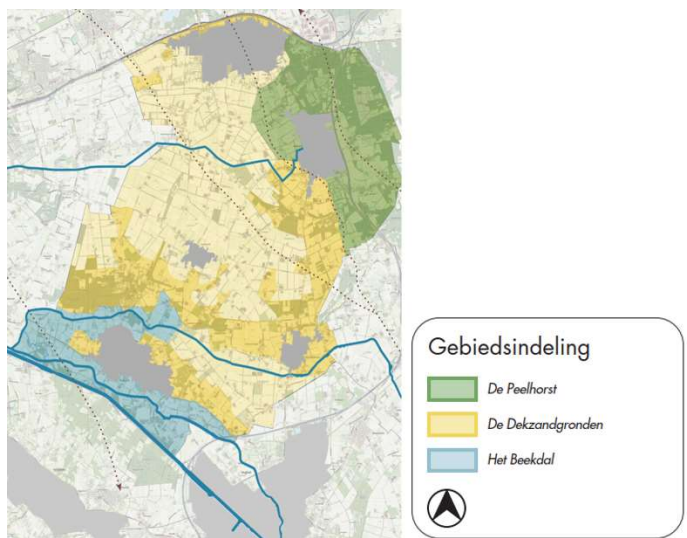 Gebiedsindeling
De Peelhorst
De Dekzandgronden
Het Beekdal